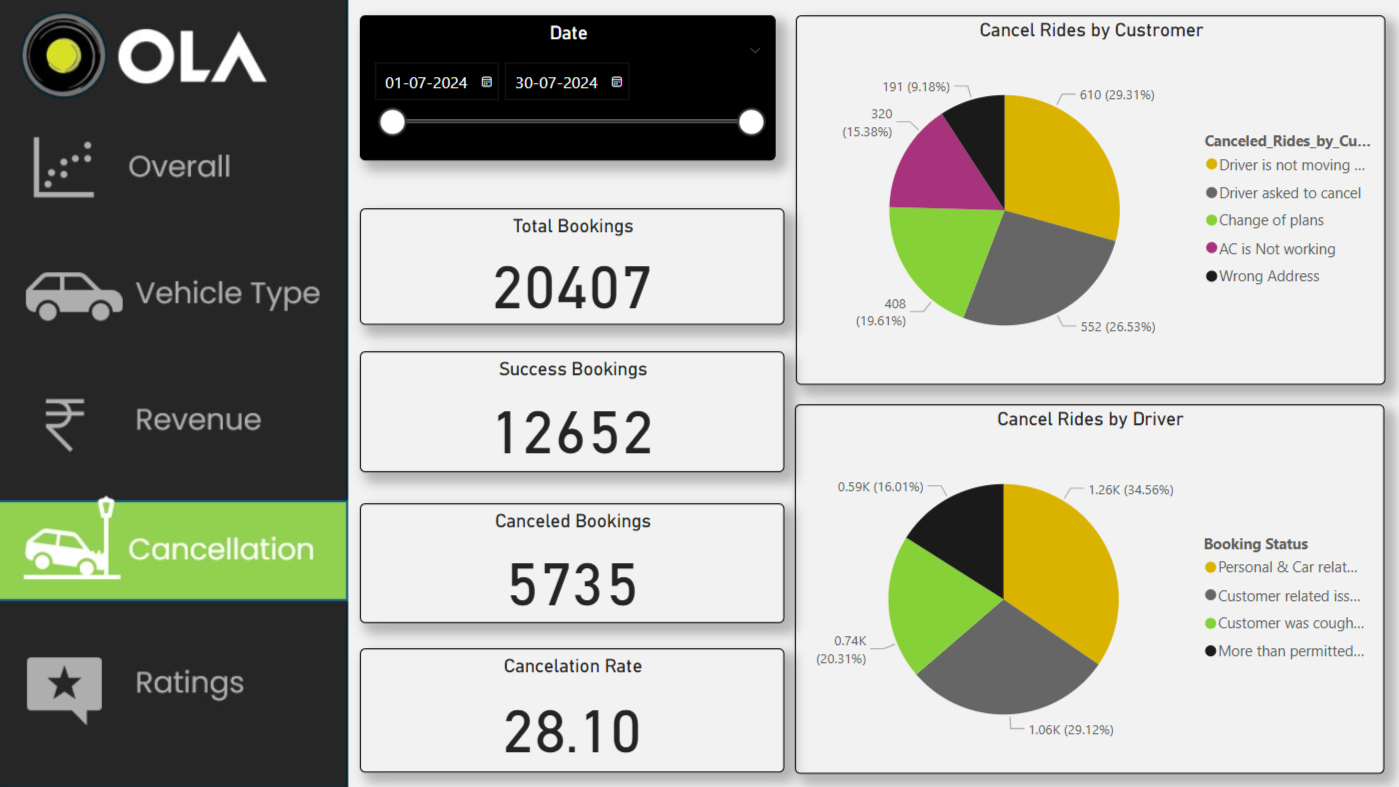 OLA
Overall
Vehicle Type
Revenue
Cancellation
Ratings
Date
01-07-2024
30-07-2024
Total Bookings
20407
Success Bookings
12652
Canceled Bookings
5735
Cancelation Rate
28.10
Cancel Rides by Custromer
191 (9.18%)
610 (29.31%)
320
(15.38%)
408
(19.61%)
552 (26.53%)
Canceled_Rides_by_Cu...
Driver is not moving ...
Driver asked to cancel
Change of plans
AC is Not working
Wrong Address
Cancel Rides by Driver
0.59K (16.01%)
1.26K (34.56%)
0.74K
(20.31%)
1.06K (29.12%)
Booking Status
Personal & Car relat...
Customer related iss...
Customer was cough...
More than permitted...